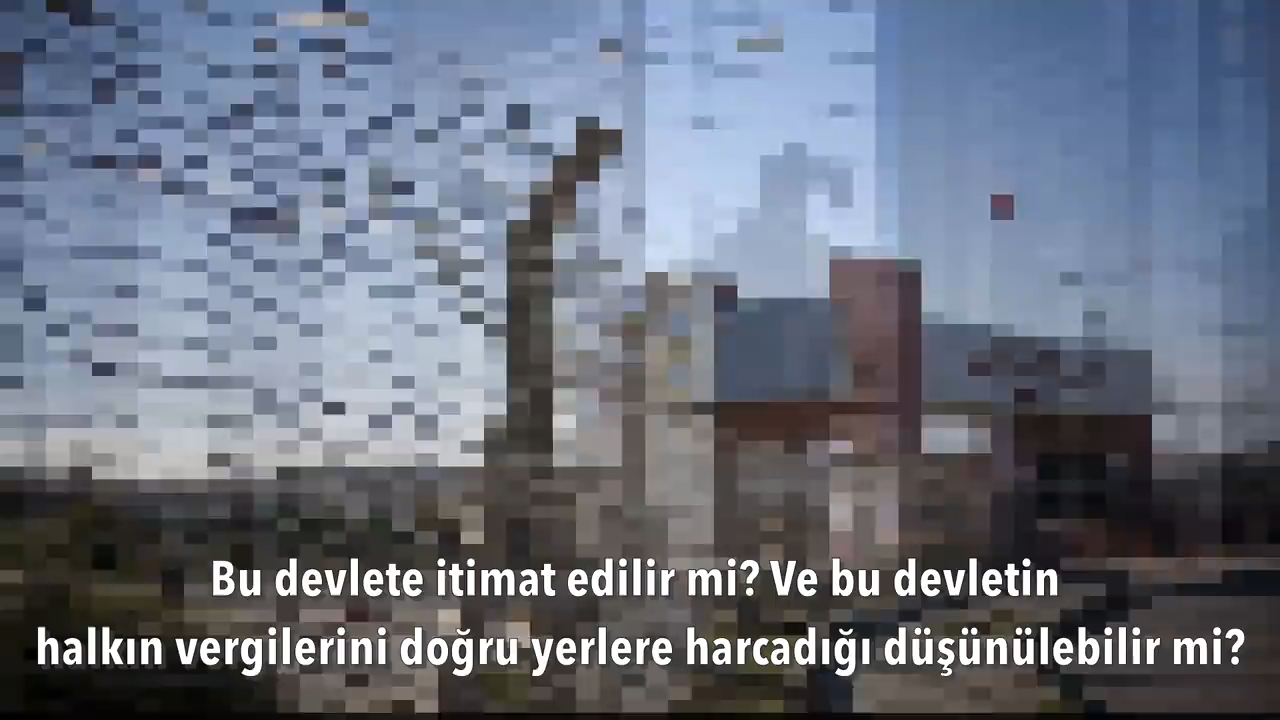 Bu devlete itimat edilir mi? Ve bu devletin
halkın vergilerini doğru yerlere harcadığı düşünülebilir mi?